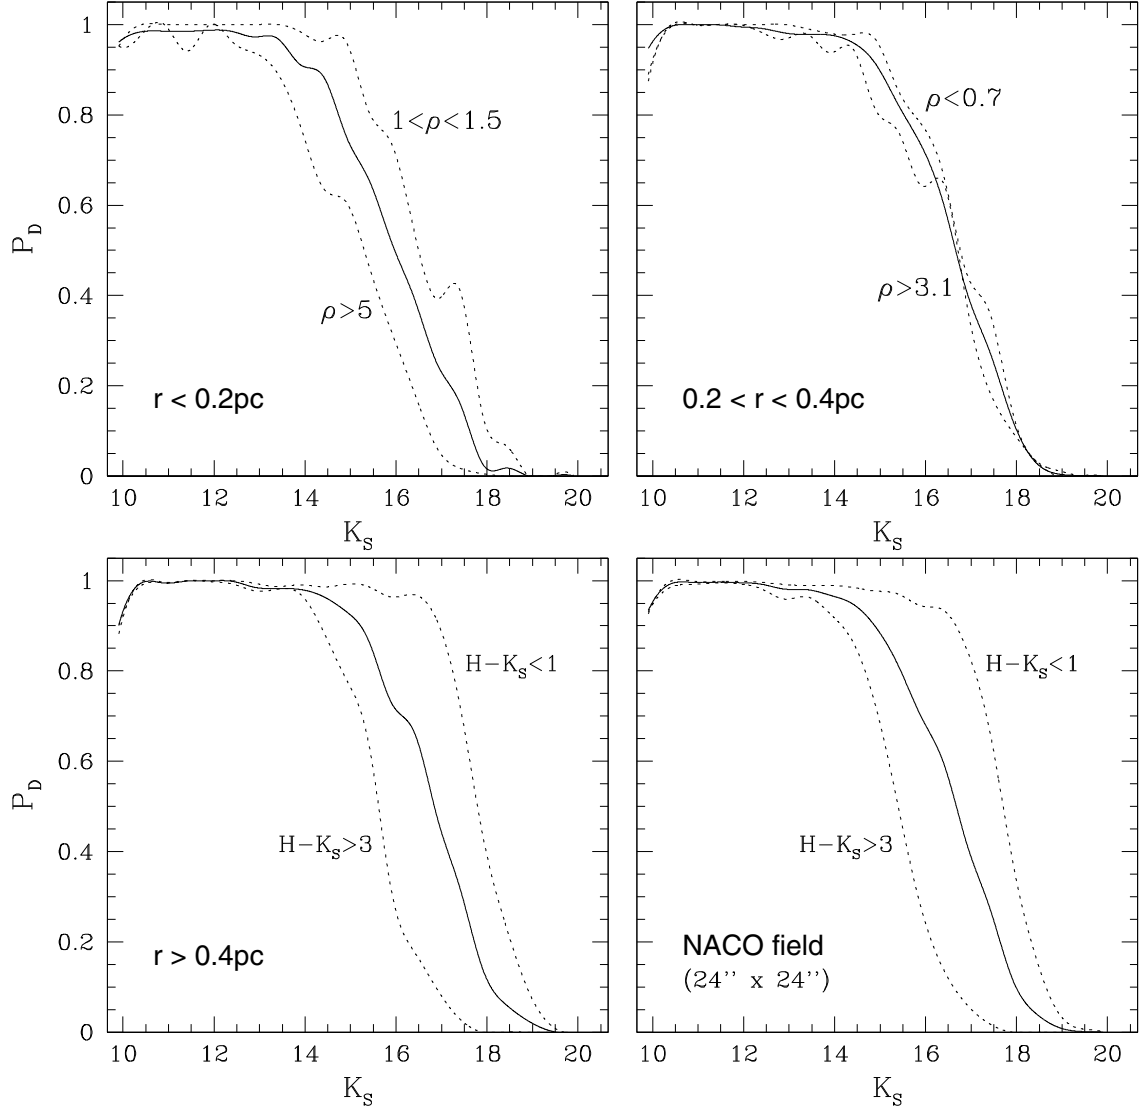 1
0.8
0.6
0.4
0.2
0
P_D
1<ρ<1.5
ρ>5
r < 0.2pc
10 12 14 16 18 20
K_S
ρ<0.7
ρ>3.1
0.2 < r < 0.4pc
10 12 14 16 18 20
K_S
1
0.8
0.6
0.4
0.2
0
P_D
H−K_S<1
H−K_S>3
r > 0.4pc
10 12 14 16 18 20
K_S
H−K_S<1
H−K_S>3
NACO field
(24'' x 24'')
10 12 14 16 18 20
K_S